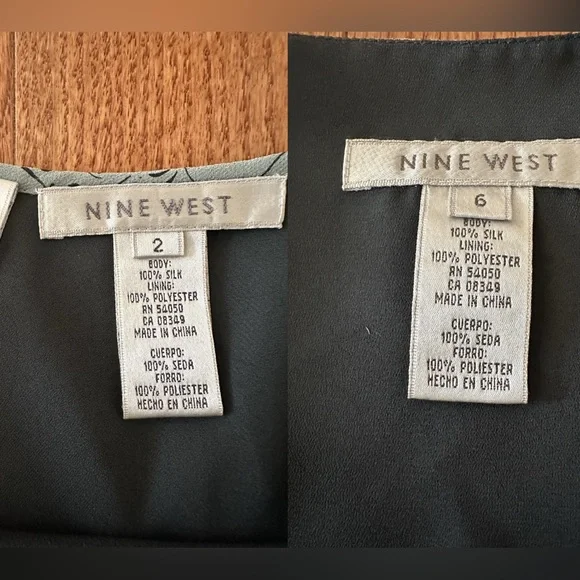 NINE WEST
2
BODY:
100% SILK
LINING:
100% POLYESTER
RN 54050
CA 08349
MADE IN CHINA
CUERPO:
100% SEDA
FORRO:
100% POLIESTER
HECHO EN CHINA
NINE WEST
6
BODY:
100% SILK
LINING:
100% POLYESTER
RN 54050
CA 08349
MADE IN CHINA
CUERPO:
100% SEDA
FORRO:
100% POLIESTER
HECHO EN CHINA